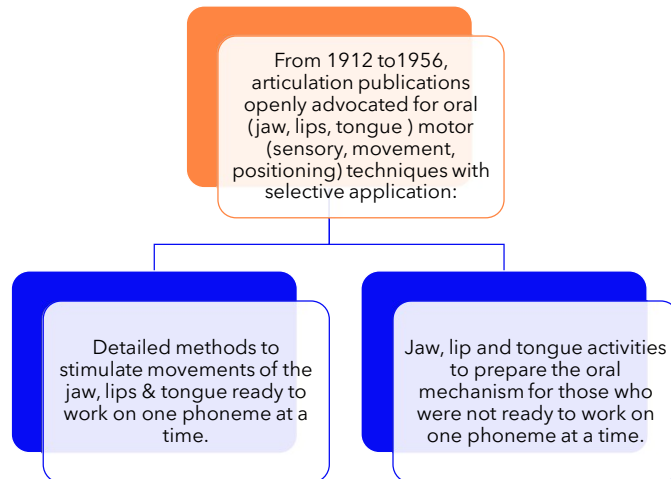 From 1912 to1956,
articulation publications
openly advocated for oral
(jaw, lips, tongue ) motor
(sensory, movement,
positioning) techniques with
selective application:
Detailed methods to
stimulate movements of the
jaw, lips & tongue ready to
work on one phoneme at a
time.
Jaw, lip and tongue activities
to prepare the oral
mechanism for those who
were not ready to work on
one phoneme at a time.